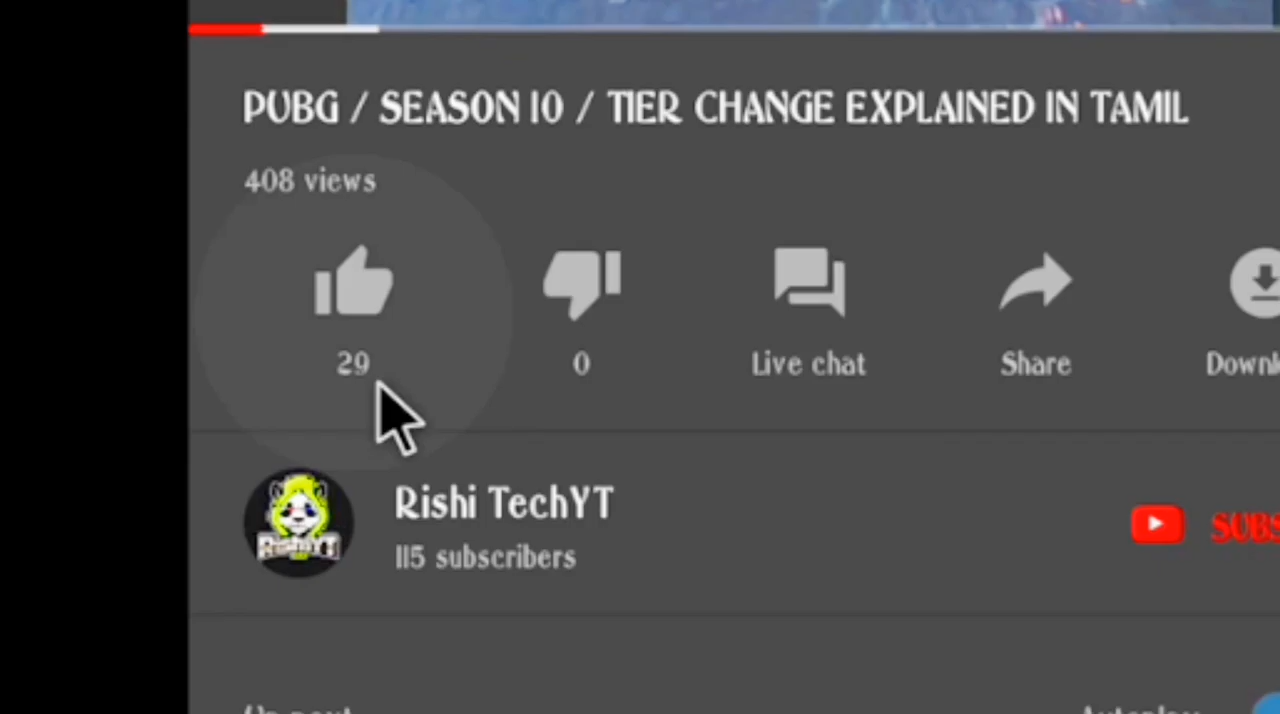 PUBG / SEASON 10 / TIER CHANGE EXPLAINED IN TAMIL
408 views
29 0 Live chat Share
Rishi TechYT
RishiYT
115 subscribers